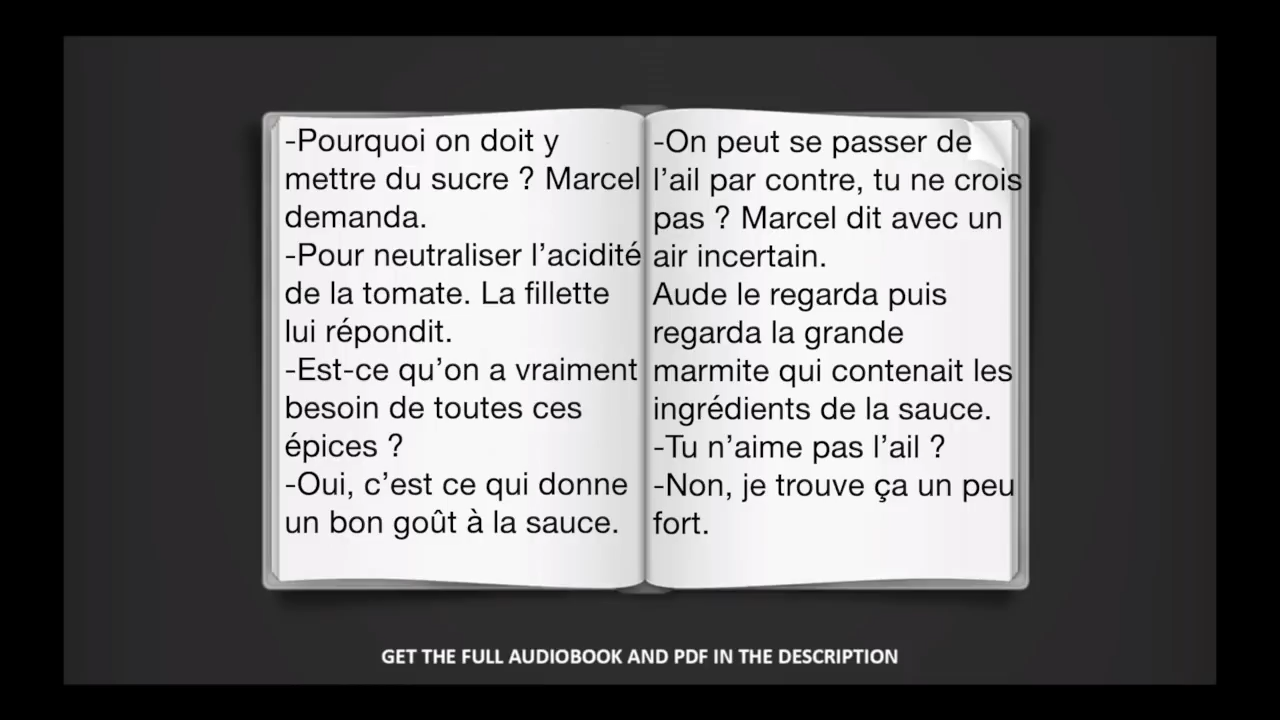 -Pourquoi on doit y
mettre du sucre ? Marcel
demanda.
-Pour neutraliser l’acidité
de la tomate. La fillette
lui répondit.
-Est-ce qu’on a vraiment
besoin de toutes ces
épices ?
-Oui, c’est ce qui donne
un bon goût à la sauce.
-On peut se passer de
l’ail par contre, tu ne crois
pas ? Marcel dit avec un
air incertain.
Aude le regarda puis
regarda la grande
marmite qui contenait les
ingrédients de la sauce.
-Tu n’aime pas l’ail ?
-Non, je trouve ça un peu
fort.
GET THE FULL AUDIOBOOK AND PDF IN THE DESCRIPTION